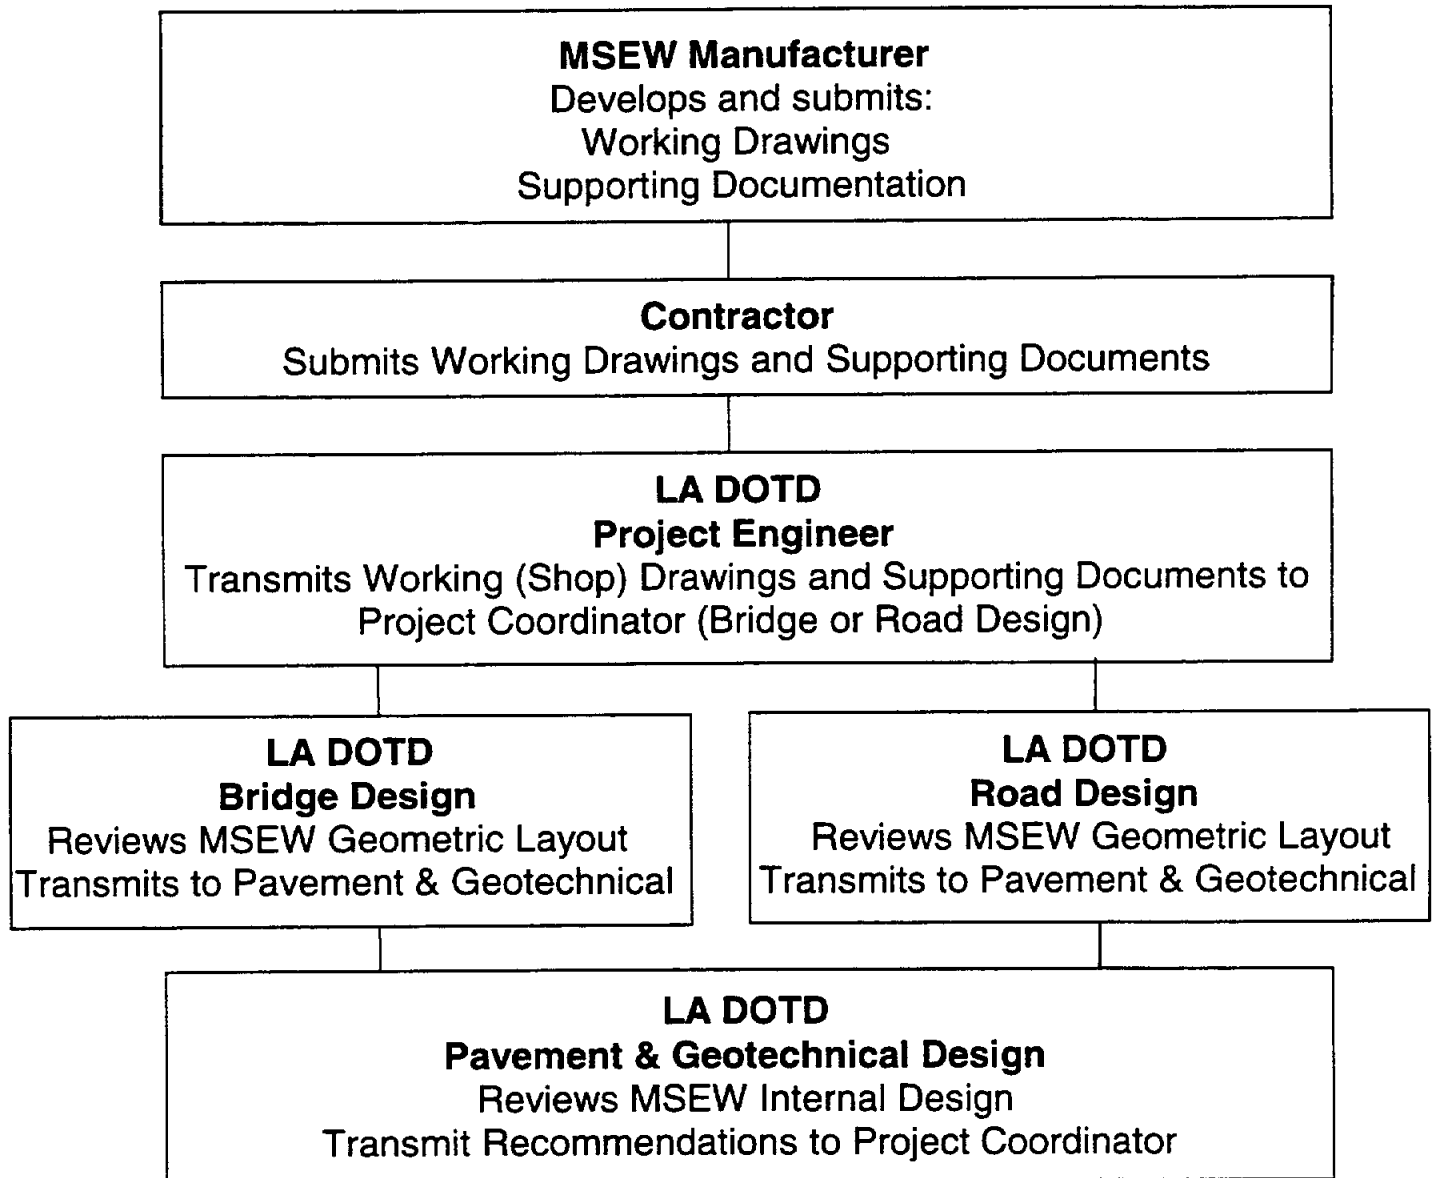 MSEW Manufacturer
Develops and submits:
Working Drawings
Supporting Documentation
Contractor
Submits Working Drawings and Supporting Documents
LA DOTD
Project Engineer
Transmits Working (Shop) Drawings and Supporting Documents to
Project Coordinator (Bridge or Road Design)
LA DOTD
Bridge Design
Reviews MSEW Geometric Layout
Transmits to Pavement & Geotechnical
LA DOTD
Road Design
Reviews MSEW Geometric Layout
Transmits to Pavement & Geotechnical
LA DOTD
Pavement & Geotechnical Design
Reviews MSEW Internal Design
Transmit Recommendations to Project Coordinator